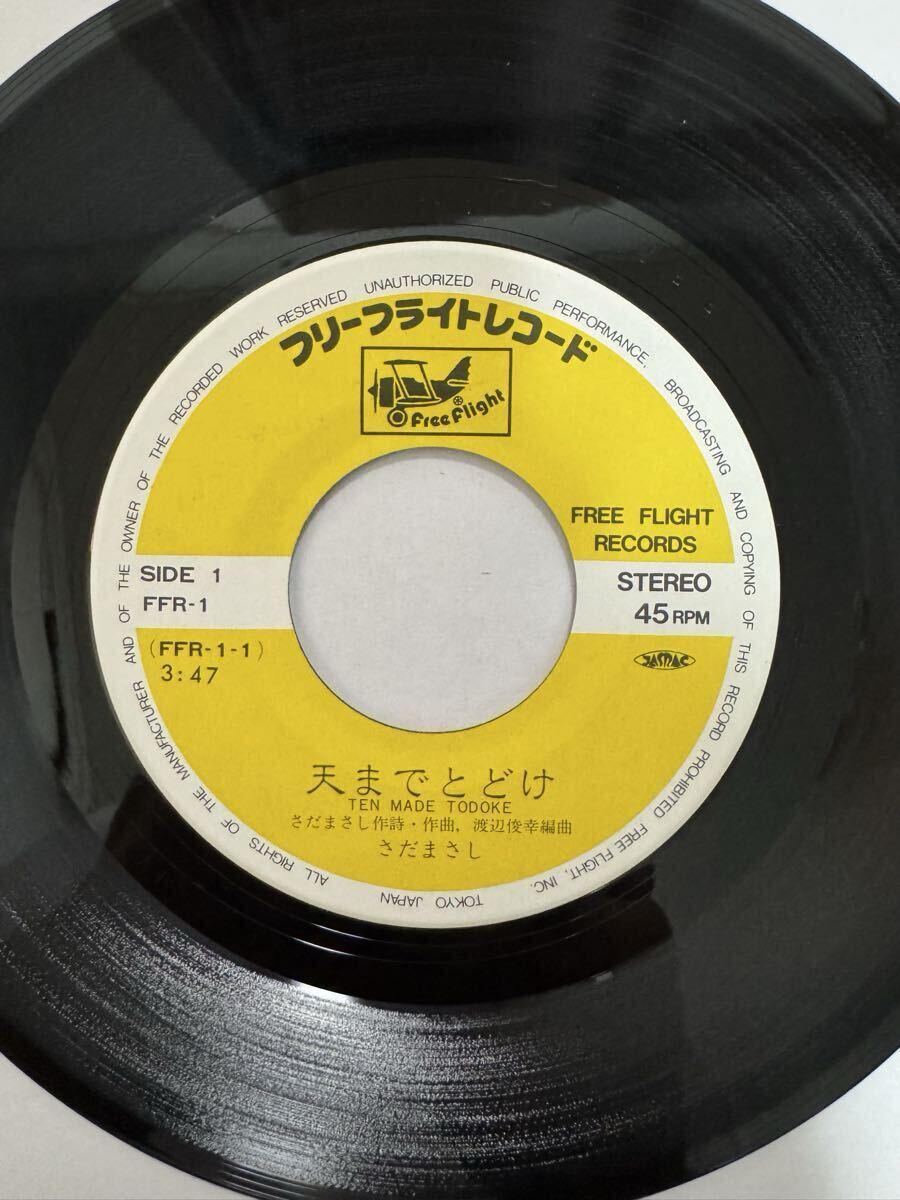 ALL RIGHTS OF THE MANUFACTURER AND OF THE OWNER OF THE RECORDED WORK RESERVED UNAUTHORIZED PUBLIC PERFORMANCE, BROADCASTING AND COPYING OF THIS RECORD PROHIBITED FREE FLIGHT, INC. TOKYO JAPAN
フリーフライトレコード
Free Flight
FREE FLIGHT
RECORDS
SIDE 1
FFR-1
STEREO
45 RPM
(FFR-1-1)
3:47
JASRAC
天までとどけ
TEN MADE TODOKE
さだまさし作詩・作曲, 渡辺俊幸編曲
さだまさし